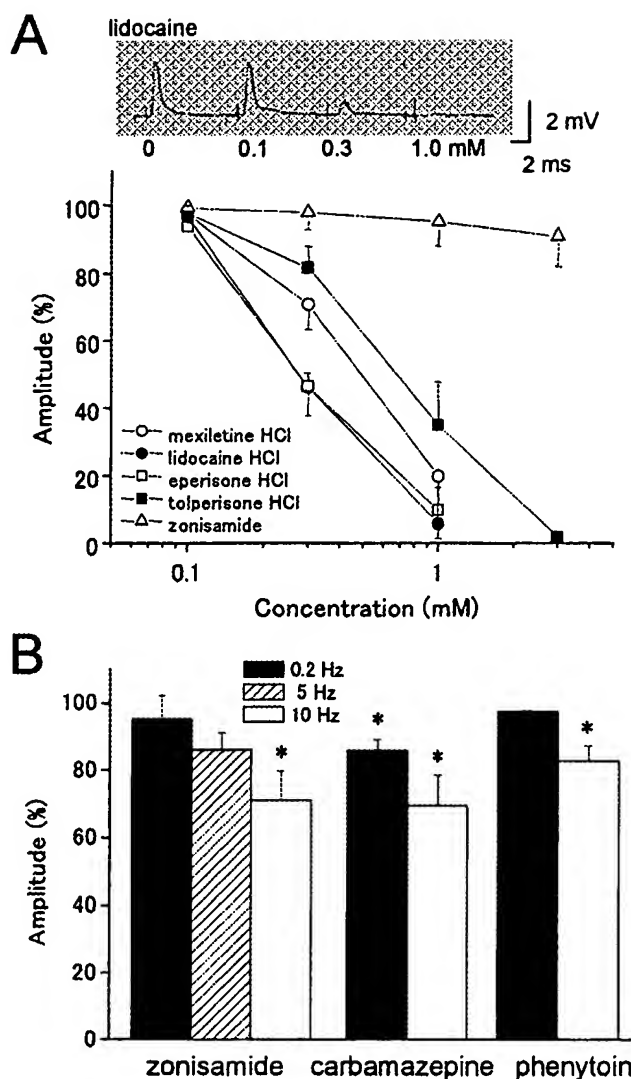 A
lidocaine
0 0.1 0.3 1.0 mM
2 mV
2 ms
100
80
60
40
20
0
Amplitude (%)
mexiletine HCl
lidocaine HCl
eperisone HCl
tolperisone HCl
zonisamide
0.1 1
Concentration (mM)
B
0.2 Hz
5 Hz
10 Hz
100
80
60
40
20
0
Amplitude (%)
* * * *
zonisamide carbamazepine phenytoin